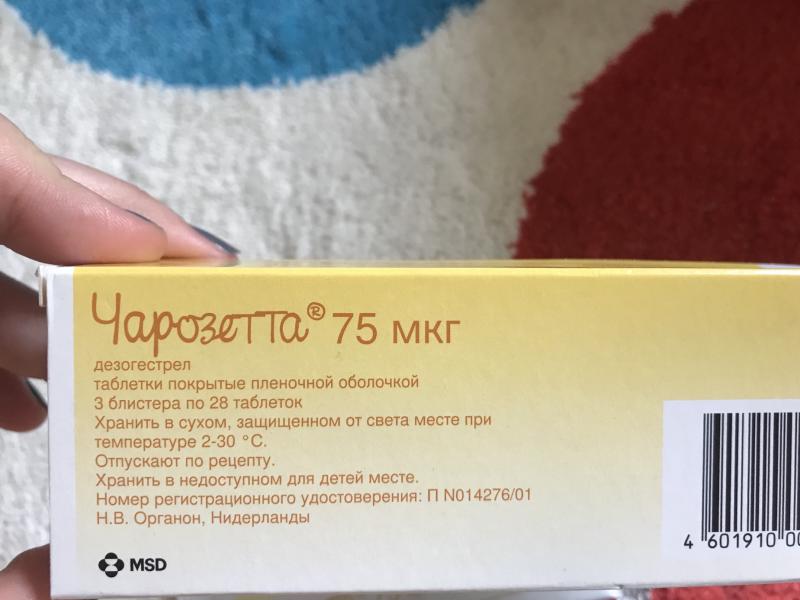 Чарозетта® 75 мкг
дезогестрел
таблетки покрытые пленочной оболочкой
3 блистера по 28 таблеток
Хранить в сухом, защищенном от света месте при
температуре 2-30 °C.
Отпускают по рецепту.
Хранить в недоступном для детей месте.
Номер регистрационного удостоверения: П N014276/01
Н.В. Органон, Нидерланды
MSD
4 601910 00